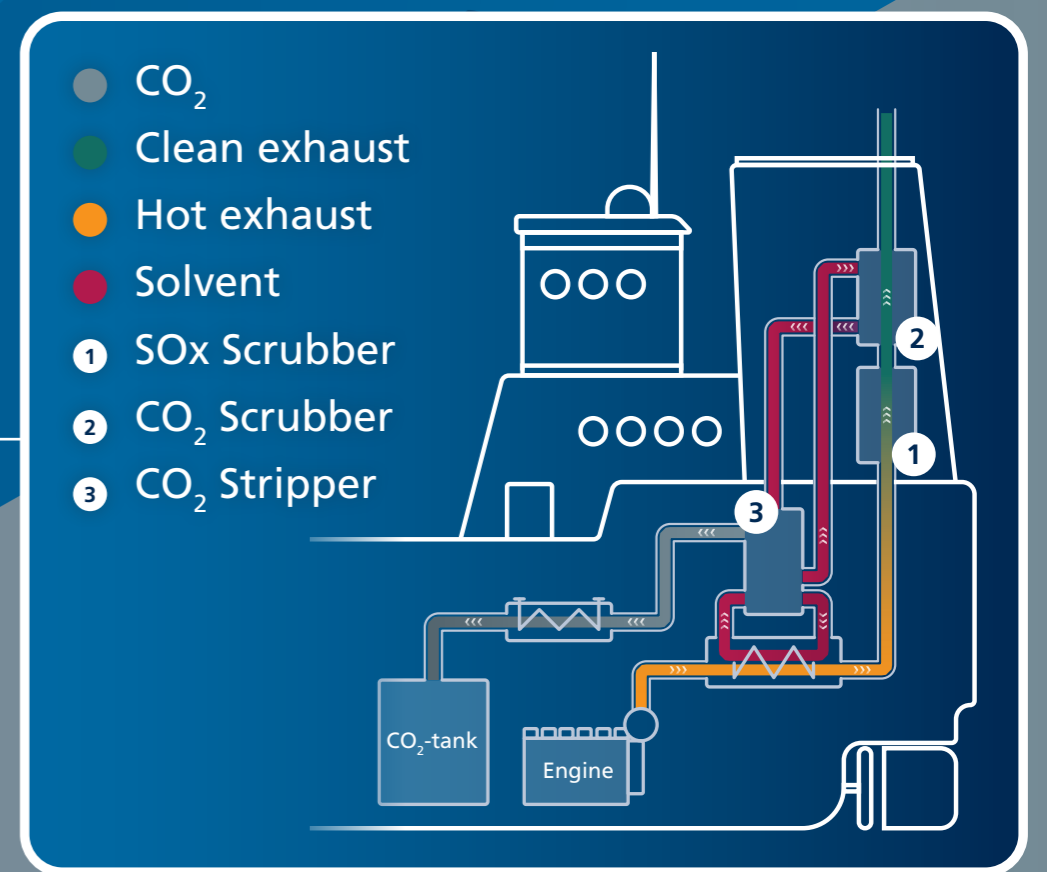 CO₂
Clean exhaust
Hot exhaust
Solvent
1 SOx Scrubber
2 CO₂ Scrubber
3 CO₂ Stripper
2
1
3
CO₂-tank
Engine